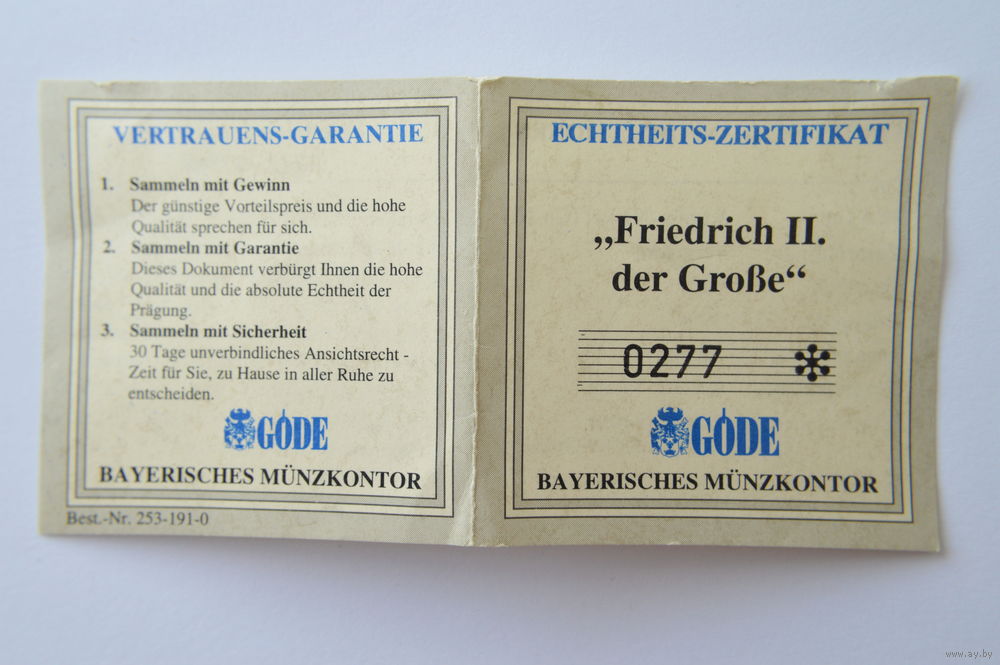 VERTRAUENS-GARANTIE
1. Sammeln mit Gewinn
Der günstige Vorteilspreis und die hohe
Qualität sprechen für sich.
2. Sammeln mit Garantie
Dieses Dokument verbürgt Ihnen die hohe
Qualität und die absolute Echtheit der
Prägung.
3. Sammeln mit Sicherheit
30 Tage unverbindliches Ansichtsrecht -
Zeit für Sie, zu Hause in aller Ruhe zu
entscheiden.
GÖDE
BAYERISCHES MÜNZKONTOR
Best.-Nr. 253-191-0
ECHTHEITS-ZERTIFIKAT
„Friedrich II.
der Große“
0277
GÖDE
BAYERISCHES MÜNZKONTOR
www.ay.by